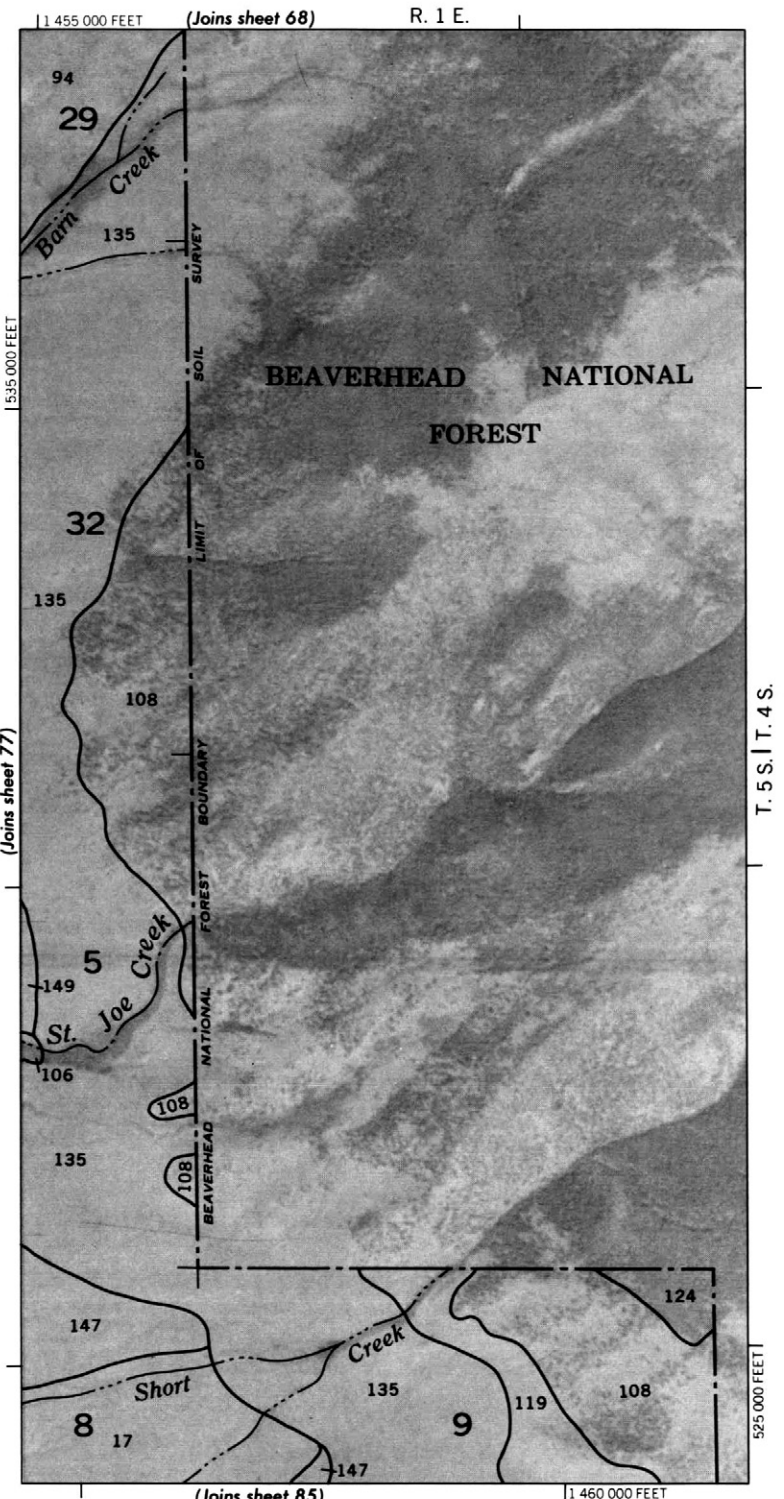 1 455 000 FEET
(Joins sheet 68)
R. 1 E.
94
29
Barn Creek
135
535 000 FEET
BEAVERHEAD NATIONAL
FOREST
32
135
108
(Joins sheet 77)
T. 5 S. | T. 4 S.
BEAVERHEAD NATIONAL FOREST BOUNDARY LIMIT OF SOIL SURVEY
5
149
St. Joe Creek
106
108
135
108
147
Short Creek
124
135
119
108
8
17
9
147
525 000 FEET
(Joins sheet 85)
1 460 000 FEET